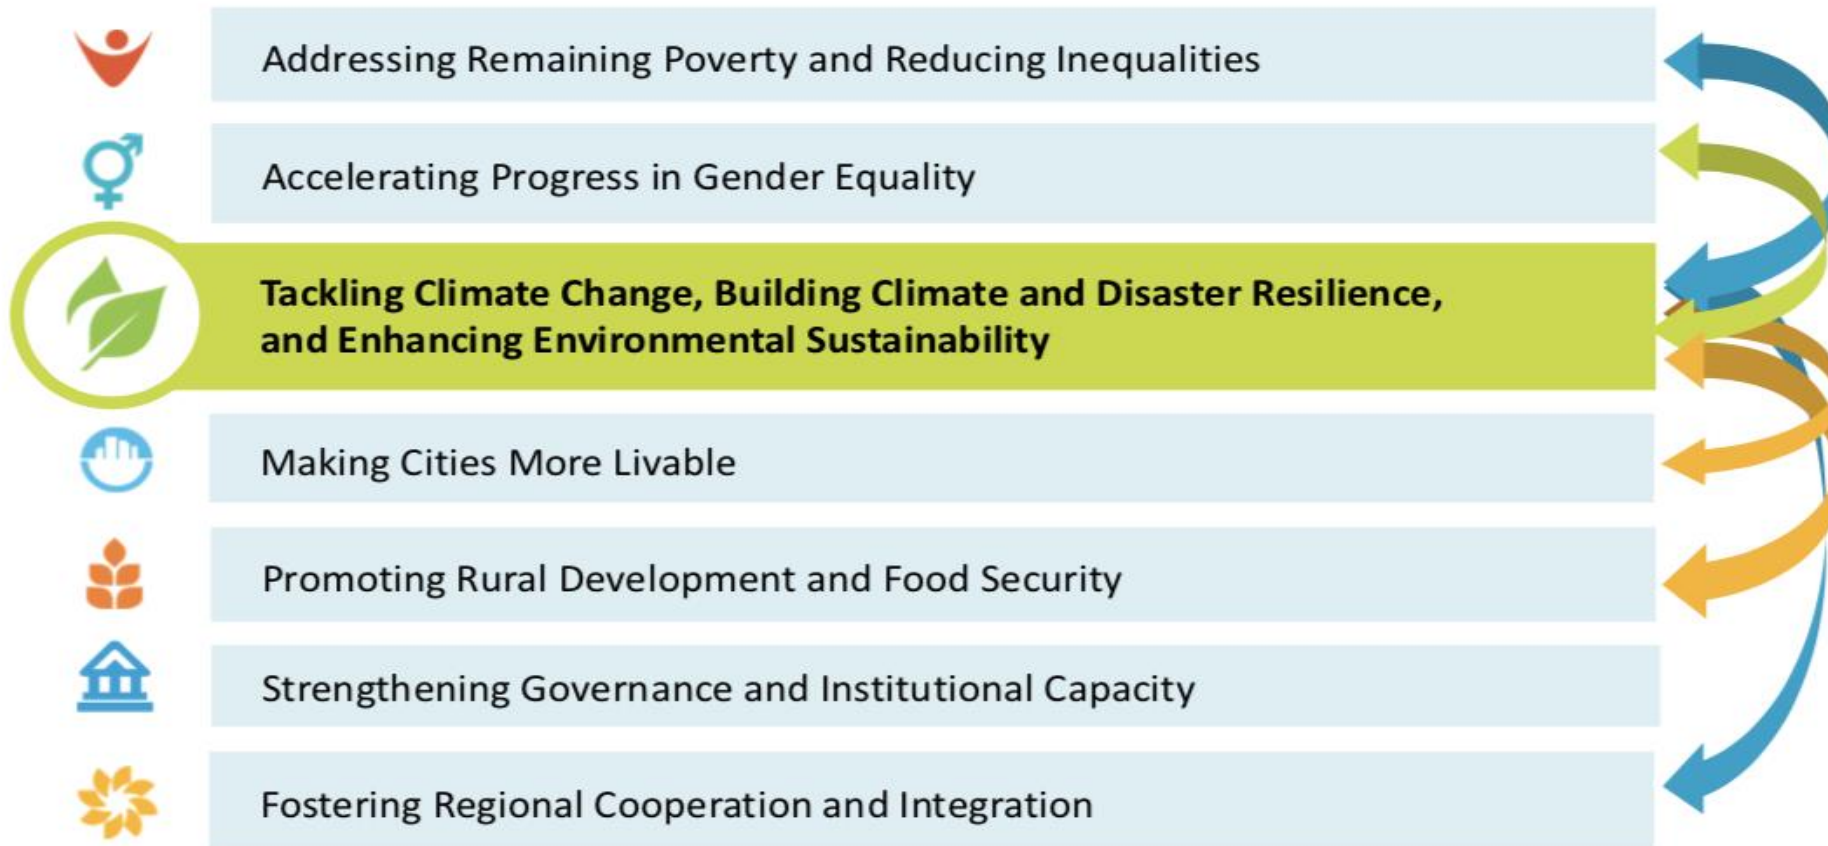 Addressing Remaining Poverty and Reducing Inequalities
Accelerating Progress in Gender Equality
Tackling Climate Change, Building Climate and Disaster Resilience,
and Enhancing Environmental Sustainability
Making Cities More Livable
Promoting Rural Development and Food Security
Strengthening Governance and Institutional Capacity
Fostering Regional Cooperation and Integration